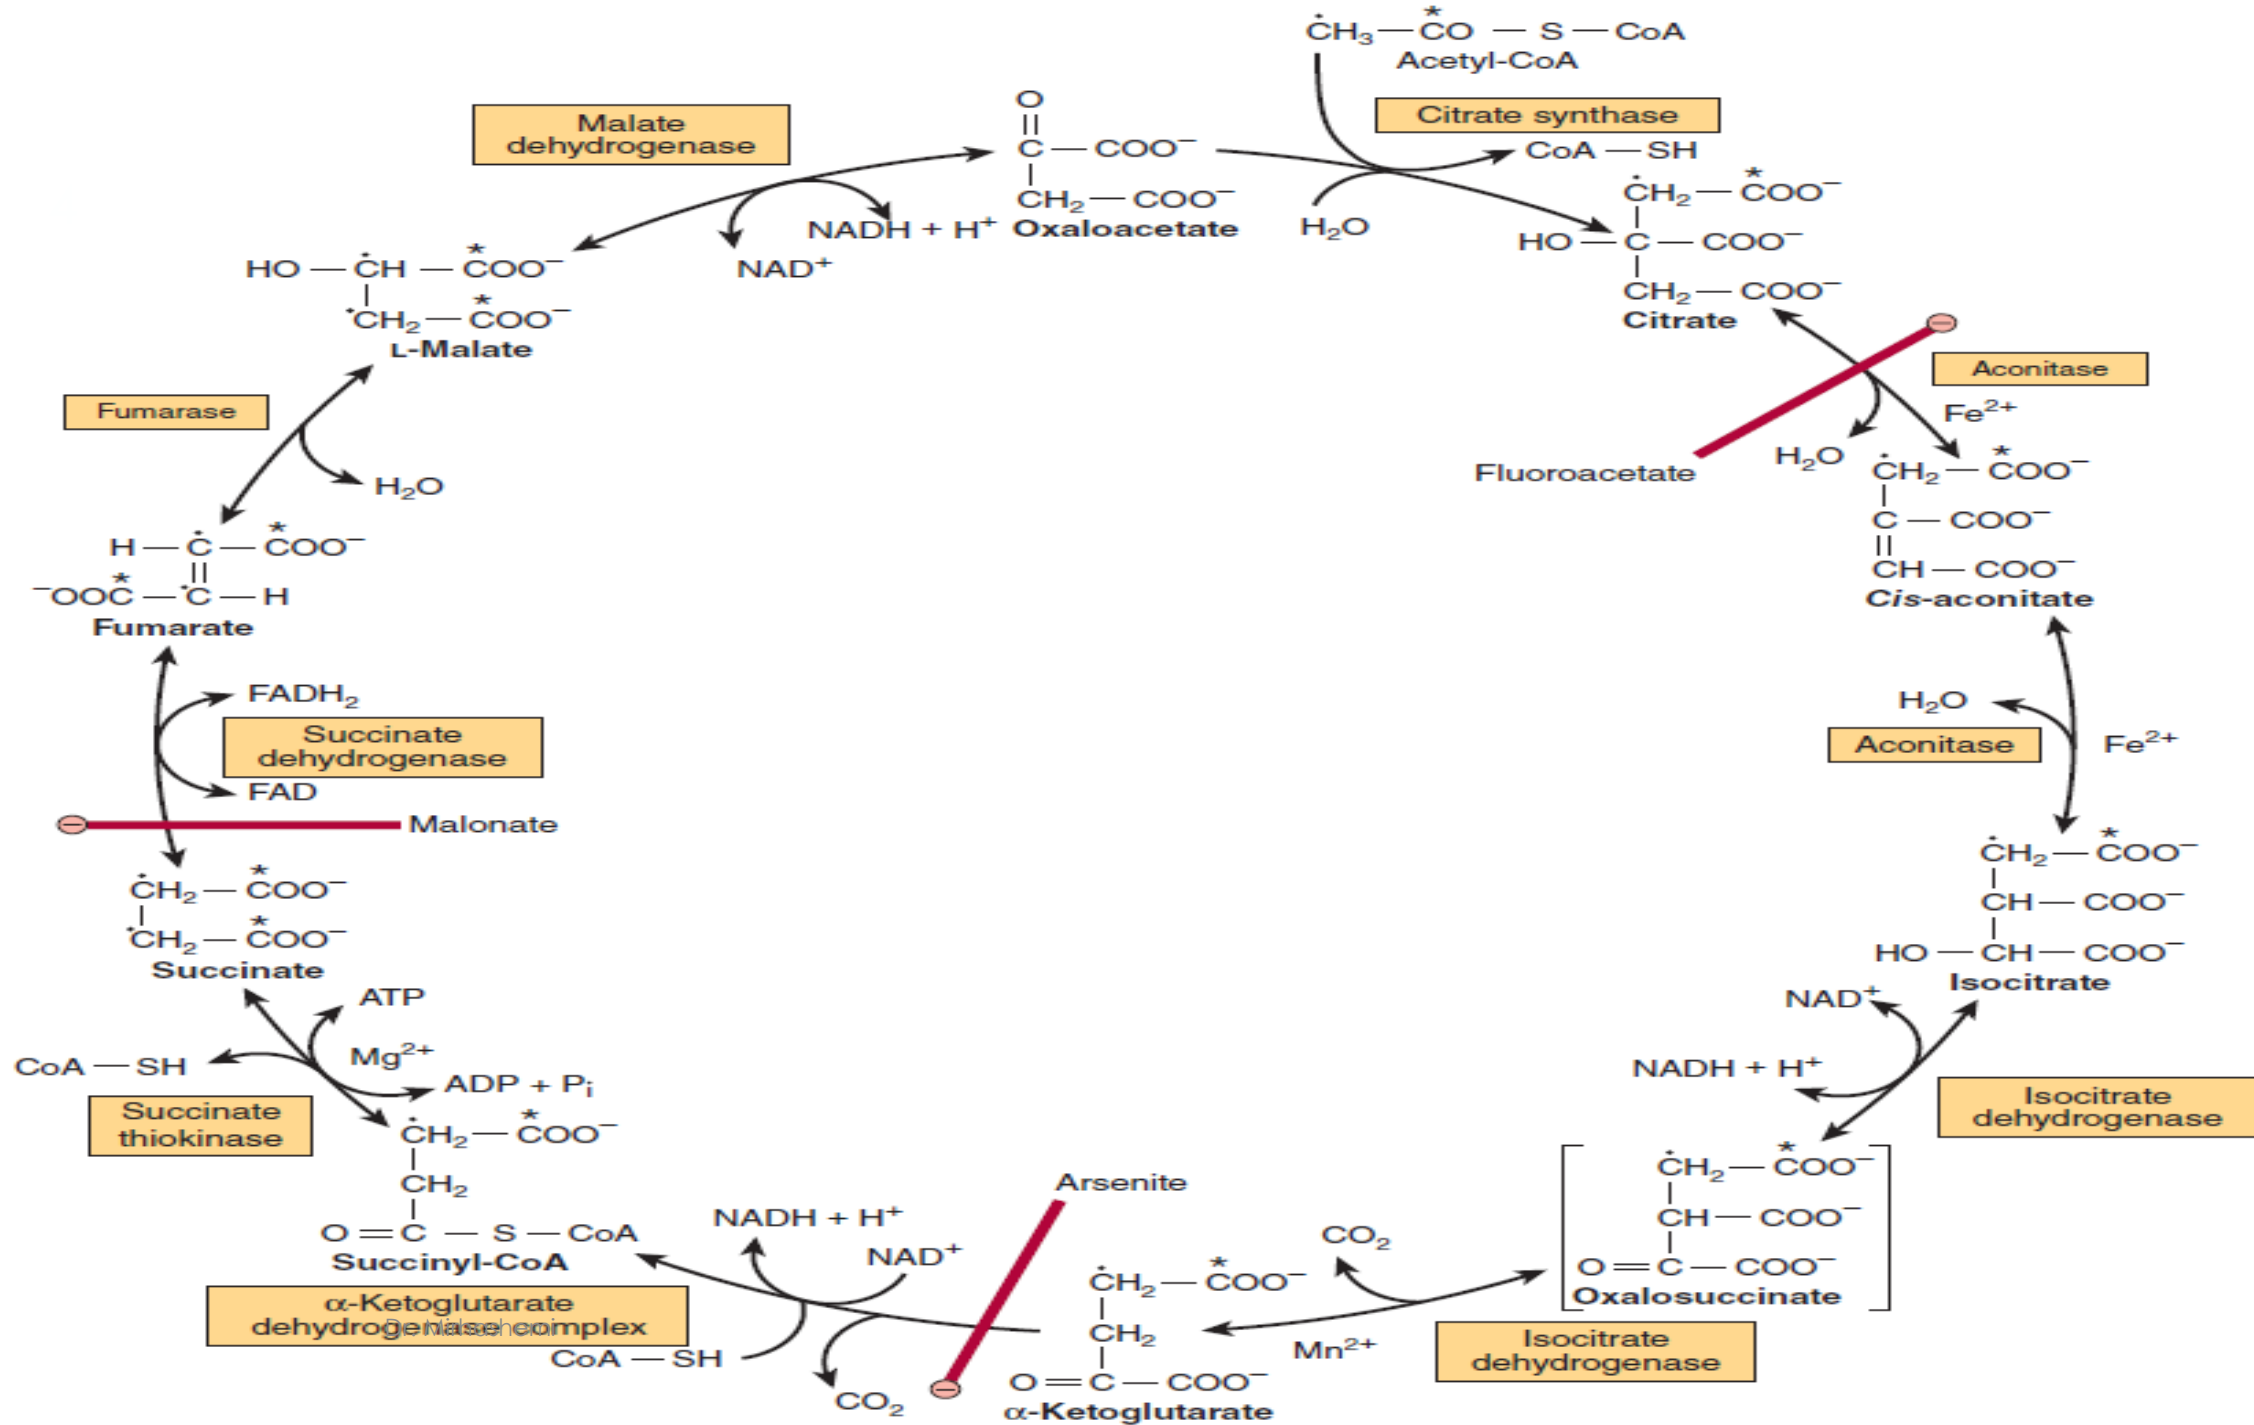 CH₃—CO — S — CoA
Acetyl-CoA
Citrate synthase
CoA — SH
H₂O
O
C — COO⁻
CH₂— COO⁻
Oxaloacetate
Malate
dehydrogenase
NADH + H⁺
NAD⁺
CH₂ — COO⁻
HO — C — COO⁻
CH₂ — COO⁻
Citrate
Aconitase
Fe²⁺
H₂O
Fluoroacetate
CH₂ — COO⁻
C — COO⁻
CH — COO⁻
Cis-aconitate
H₂O
Aconitase
Fe²⁺
CH₂ — COO⁻
CH — COO⁻
HO — CH — COO⁻
Isocitrate
NAD⁺
NADH + H⁺
Isocitrate
dehydrogenase
CH₂ — COO⁻
CH — COO⁻
O = C — COO⁻
Oxalosuccinate
CO₂
Mn²⁺
Isocitrate
dehydrogenase
CH₂ — COO⁻
CH₂
O = C — COO⁻
α-Ketoglutarate
Arsenite
NADH + H⁺
NAD⁺
α-Ketoglutarate
dehydrogenase complex
CoA — SH
CO₂
CH₂ — COO⁻
CH₂
O = C — S — CoA
Succinyl-CoA
ATP
Mg²⁺
CoA — SH
ADP + Pi
Succinate
thiokinase
CH₂ — COO⁻
CH₂ — COO⁻
Succinate
Malonate
FADH₂
Succinate
dehydrogenase
FAD
H — C — COO⁻
⁻OOC — C — H
Fumarate
Fumarase
H₂O
HO — CH — COO⁻
CH₂ — COO⁻
L-Malate